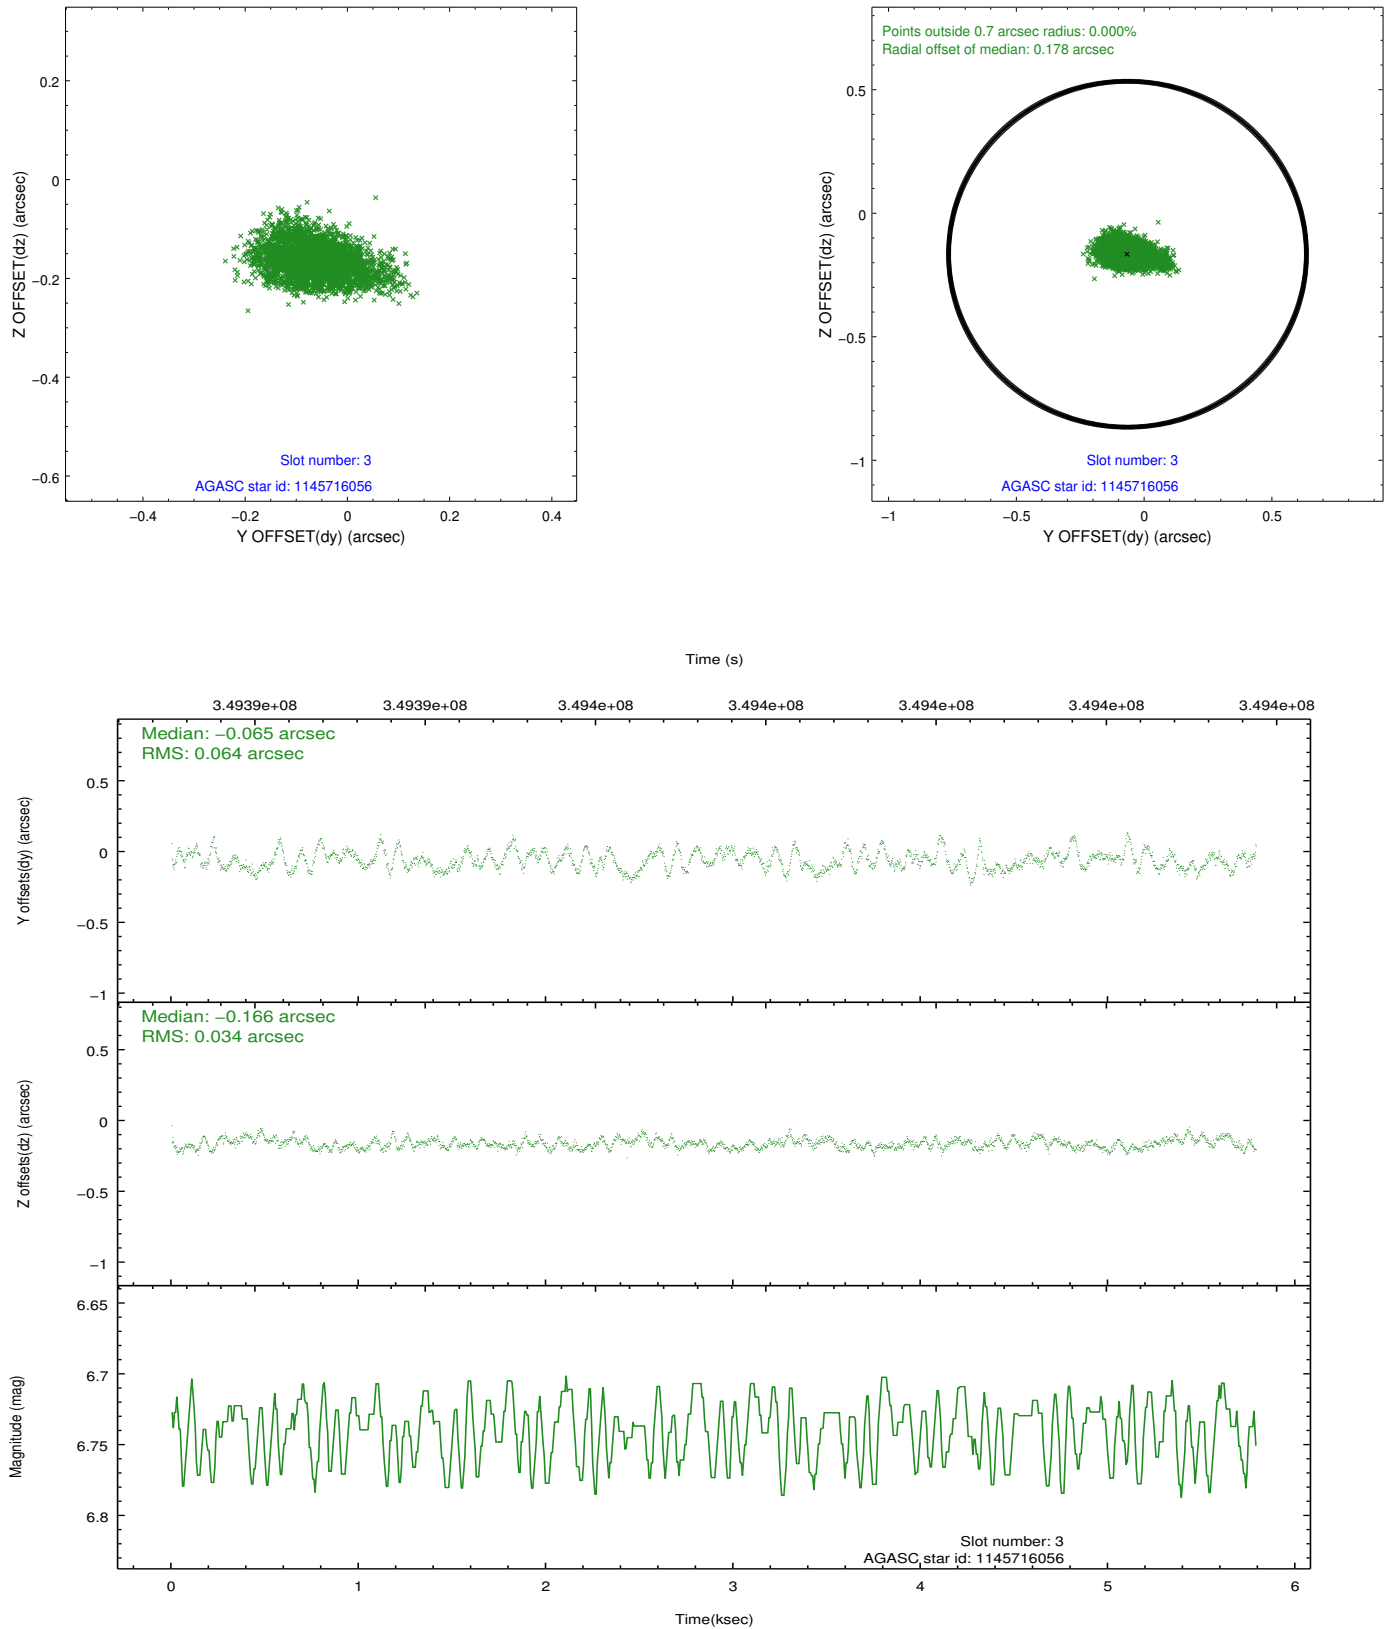 0.2
0
−0.2
−0.4
−0.6
Z OFFSET(dz) (arcsec)
Slot number: 3
AGASC star id: 1145716056
−0.4
−0.2
0
0.2
0.4
Y OFFSET(dy) (arcsec)
Points outside 0.7 arcsec radius: 0.000%
Radial offset of median: 0.178 arcsec
0.5
0
−0.5
−1
Z OFFSET(dz) (arcsec)
Slot number: 3
AGASC star id: 1145716056
−1
−0.5
0
0.5
Y OFFSET(dy) (arcsec)
Time (s)
3.4939e+08
3.4939e+08
3.494e+08
3.494e+08
3.494e+08
3.494e+08
3.494e+08
Median: −0.065 arcsec
RMS: 0.064 arcsec
0.5
0
−0.5
−1
Y offsets(dy) (arcsec)
Median: −0.166 arcsec
RMS: 0.034 arcsec
0.5
0
−0.5
−1
Z offsets(dz) (arcsec)
6.65
6.7
6.75
6.8
Magnitude (mag)
Slot number: 3
AGASC star id: 1145716056
0
1
2
3
4
5
6
Time(ksec)